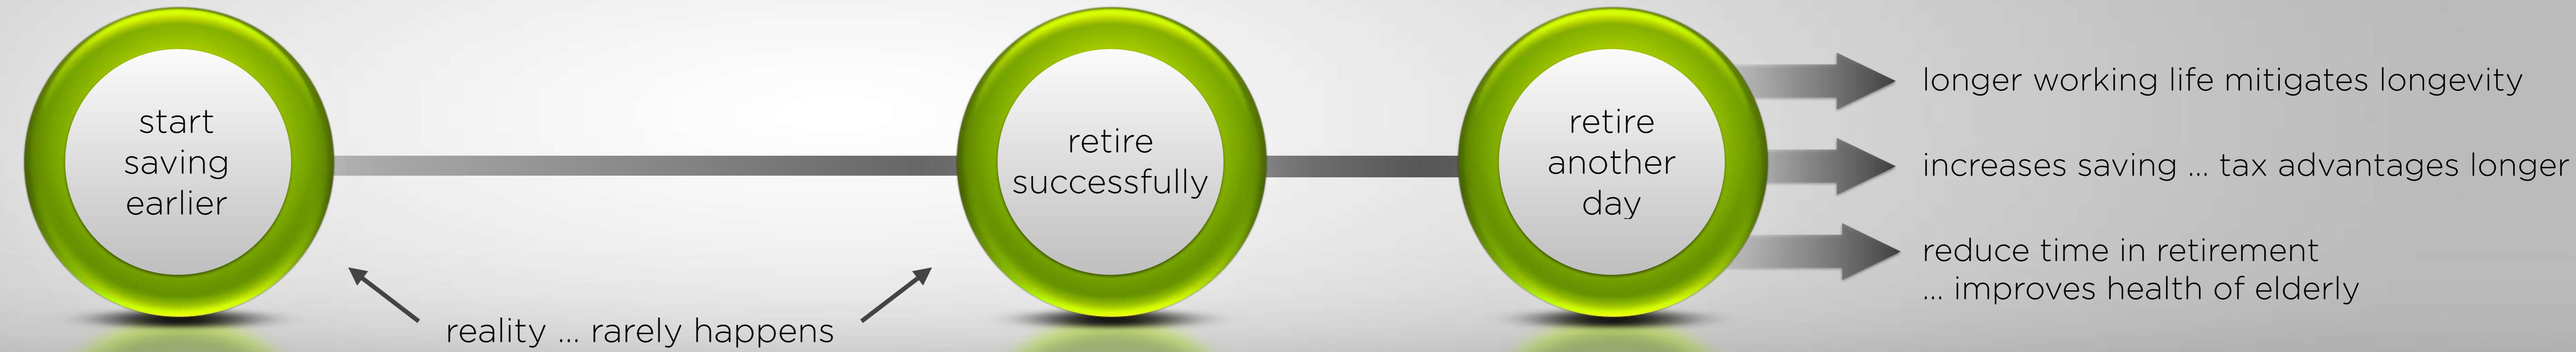 start
saving
earlier
reality ... rarely happens
retire
successfully
retire
another
day
longer working life mitigates longevity
increases saving ... tax advantages longer
reduce time in retirement
... improves health of elderly